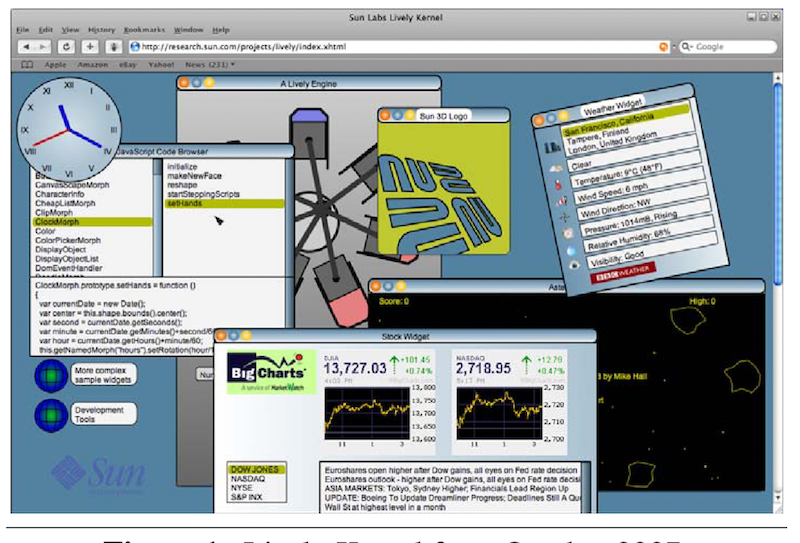 Sun Labs Lively Kernel
File Edit View History Bookmarks Window Help
http://research.sun.com/projects/lively/index.xhtml
Google
Apple Amazon eBay Yahoo! News (231)
A Lively Engine
XII
XI I
X II
IX III
VIII IV
VII V
VI
JavaScript Code Browser
CanvasScapeMorph
CharacterInfo
CheapListMorph
ClipMorph
ClockMorph
Color
ColorPickerMorph
DisplayObject
DisplayObjectList
DomEventHandler
initialize
makeNewFace
reshape
startSteppingScripts
setHands
ClockMorph.prototype.setHands = function ()
{
var currentDate = new Date();
var center = this.shape.bounds().center();
var second = currentDate.getSeconds();
var minute = currentDate.getMinutes()+second/6
var hour = currentDate.getHours()+minute/60;
this.getNamedMorph("hours").setRotation(hour/
Sun 3D Logo
Weather Widget
San Francisco, California
Tampere, Finland
London, United Kingdom
Clear
Temperature: 9°C (48°F)
Wind Speed: 6 mph
Wind Direction: NW
Pressure: 1014mB, Rising
Relative Humidity: 68%
Visibility: Good
BBC WEATHER
Aste
Score: 0 High: 0
by Mike Hall
More complex
sample widgets
Development
Tools
Sun
Stock Widget
BigCharts
A service of MarketWatch
DJIA
13,727.03
+101.45
+0.74%
13,800
13,750
13,700
13,650
13,600
11 1 3
NASDAQ
2,718.95
+12.79
+0.47%
2,730
2,720
2,710
2,700
11 1 3
DOW JONES
NASDAQ
NYSE
S&P INX
Euroshares open higher after Dow gains, all eyes on Fed rate decision
Euroshares outlook - higher after Dow gains, all eyes on Fed rate decision
ASIA MARKETS: Tokyo, Sydney Higher; Financials Lead Region Up
UPDATE: Boeing To Update Dreamliner Progress; Deadlines Still A Qu
Wall St at highest level in a month